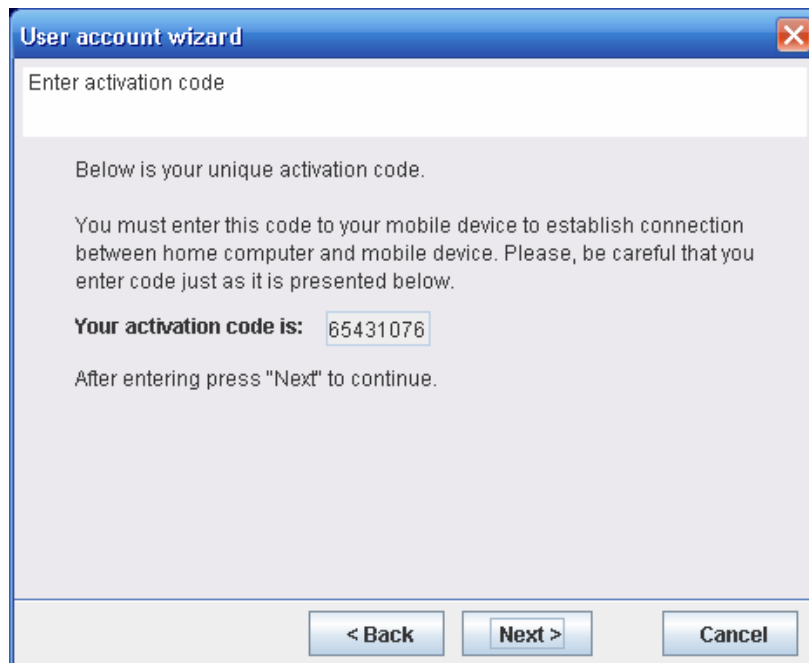 User account wizard
Enter activation code
Below is your unique activation code.
You must enter this code to your mobile device to establish connection
between home computer and mobile device. Please, be careful that you
enter code just as it is presented below.
Your activation code is: 65431076
After entering press "Next" to continue.
< Back Next > Cancel